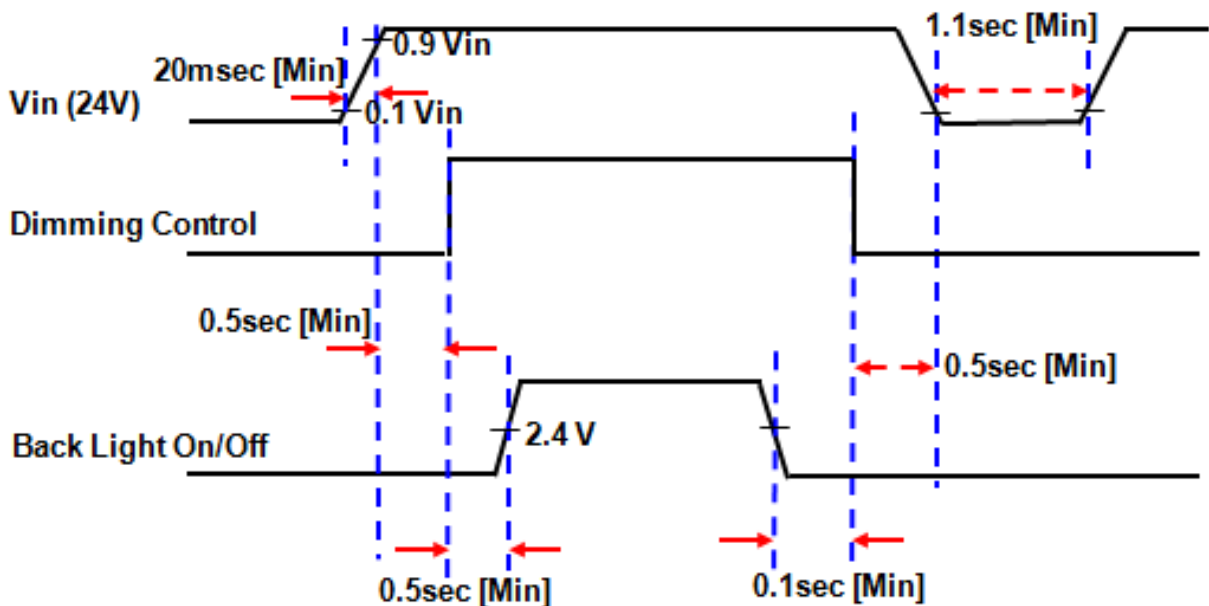 1.1sec [Min]
0.9 Vin
20msec [Min]
Vin (24V)
0.1 Vin
Dimming Control
0.5sec [Min]
0.5sec [Min]
2.4 V
Back Light On/Off
0.5sec [Min]
0.1sec [Min]